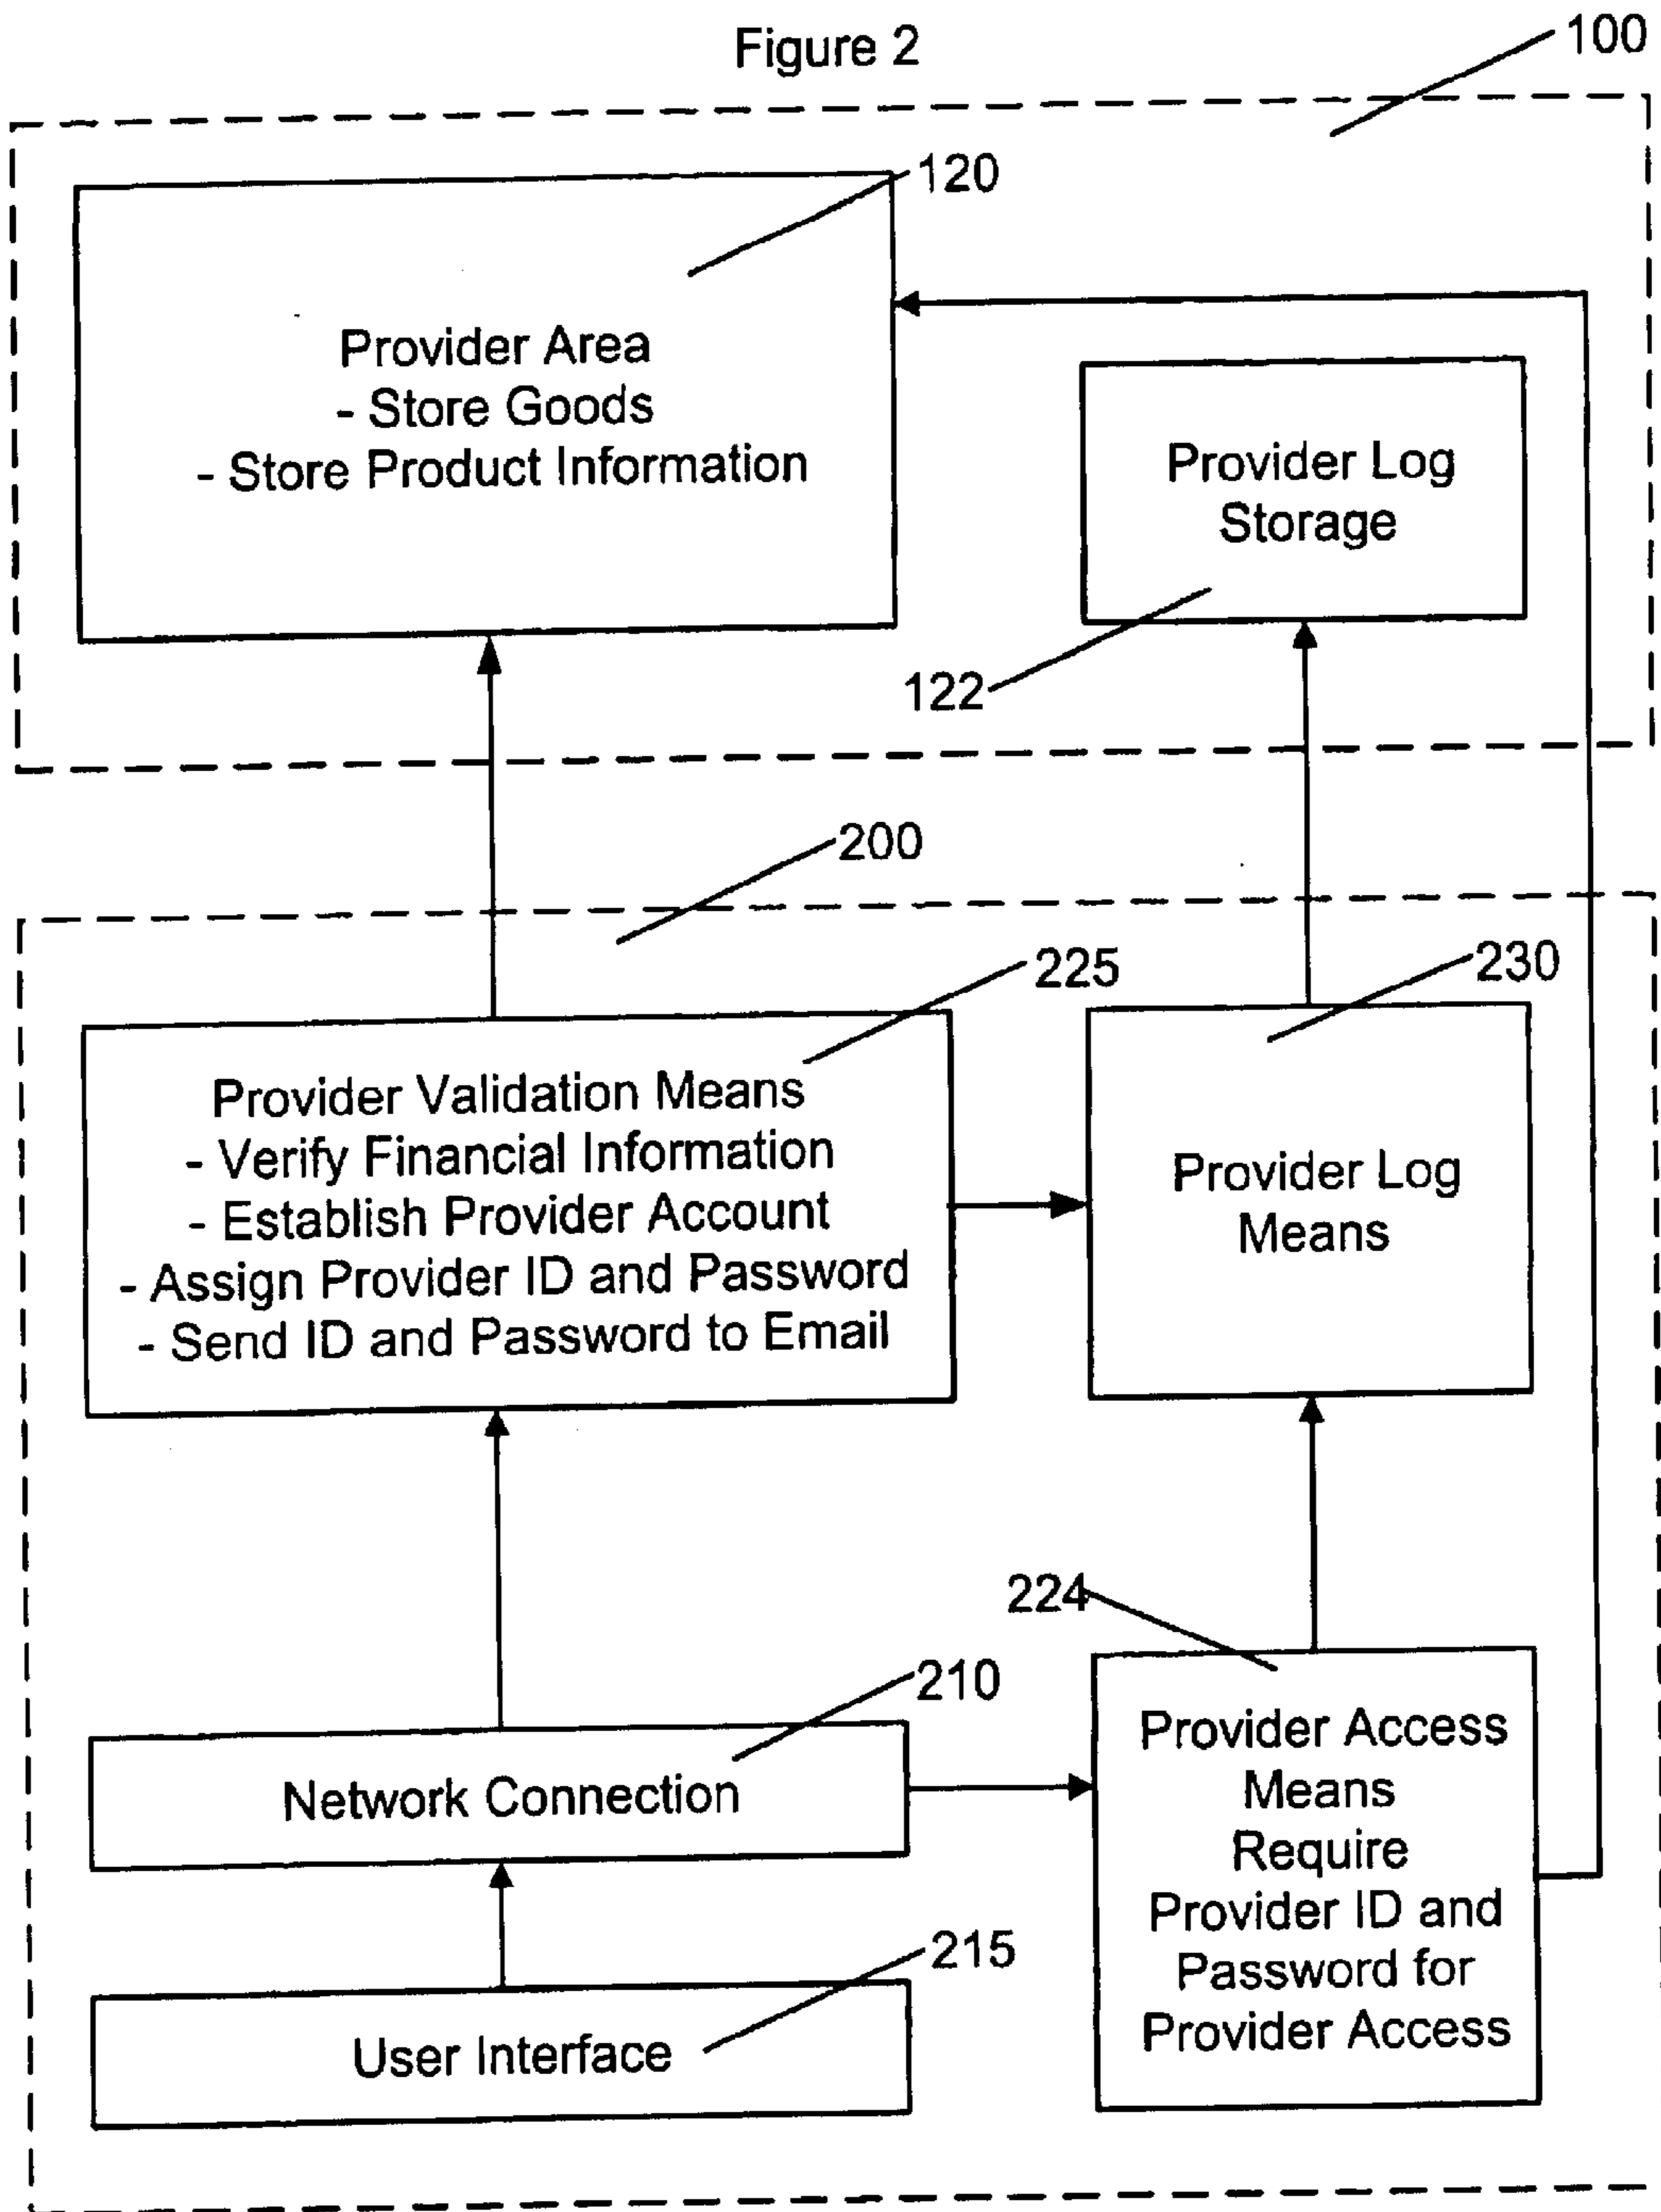 Figure 2
100
120
Provider Area
- Store Goods
- Store Product Information
Provider Log
Storage
122
200
225
230
Provider Validation Means
- Verify Financial Information
- Establish Provider Account
- Assign Provider ID and Password
- Send ID and Password to Email
Provider Log
Means
224
210
Network Connection
Provider Access
Means
Require
Provider ID and
Password for
Provider Access
215
User Interface